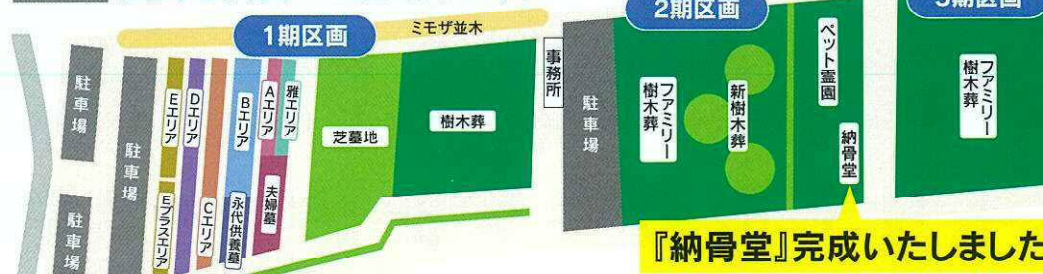 1期区画
ミモザ並木
2期区画
3期区画
駐車場
駐車場
駐車場
Eエリア
Eプラスエリア
Dエリア
Cエリア
Bエリア
永代供養墓
Aエリア
雅エリア
夫婦墓
芝墓地
樹木葬
事務所
駐車場
ファミリー
樹木葬
新樹木葬
ペット霊園
納骨堂
ファミリー
樹木葬
『納骨堂』完成いたしました